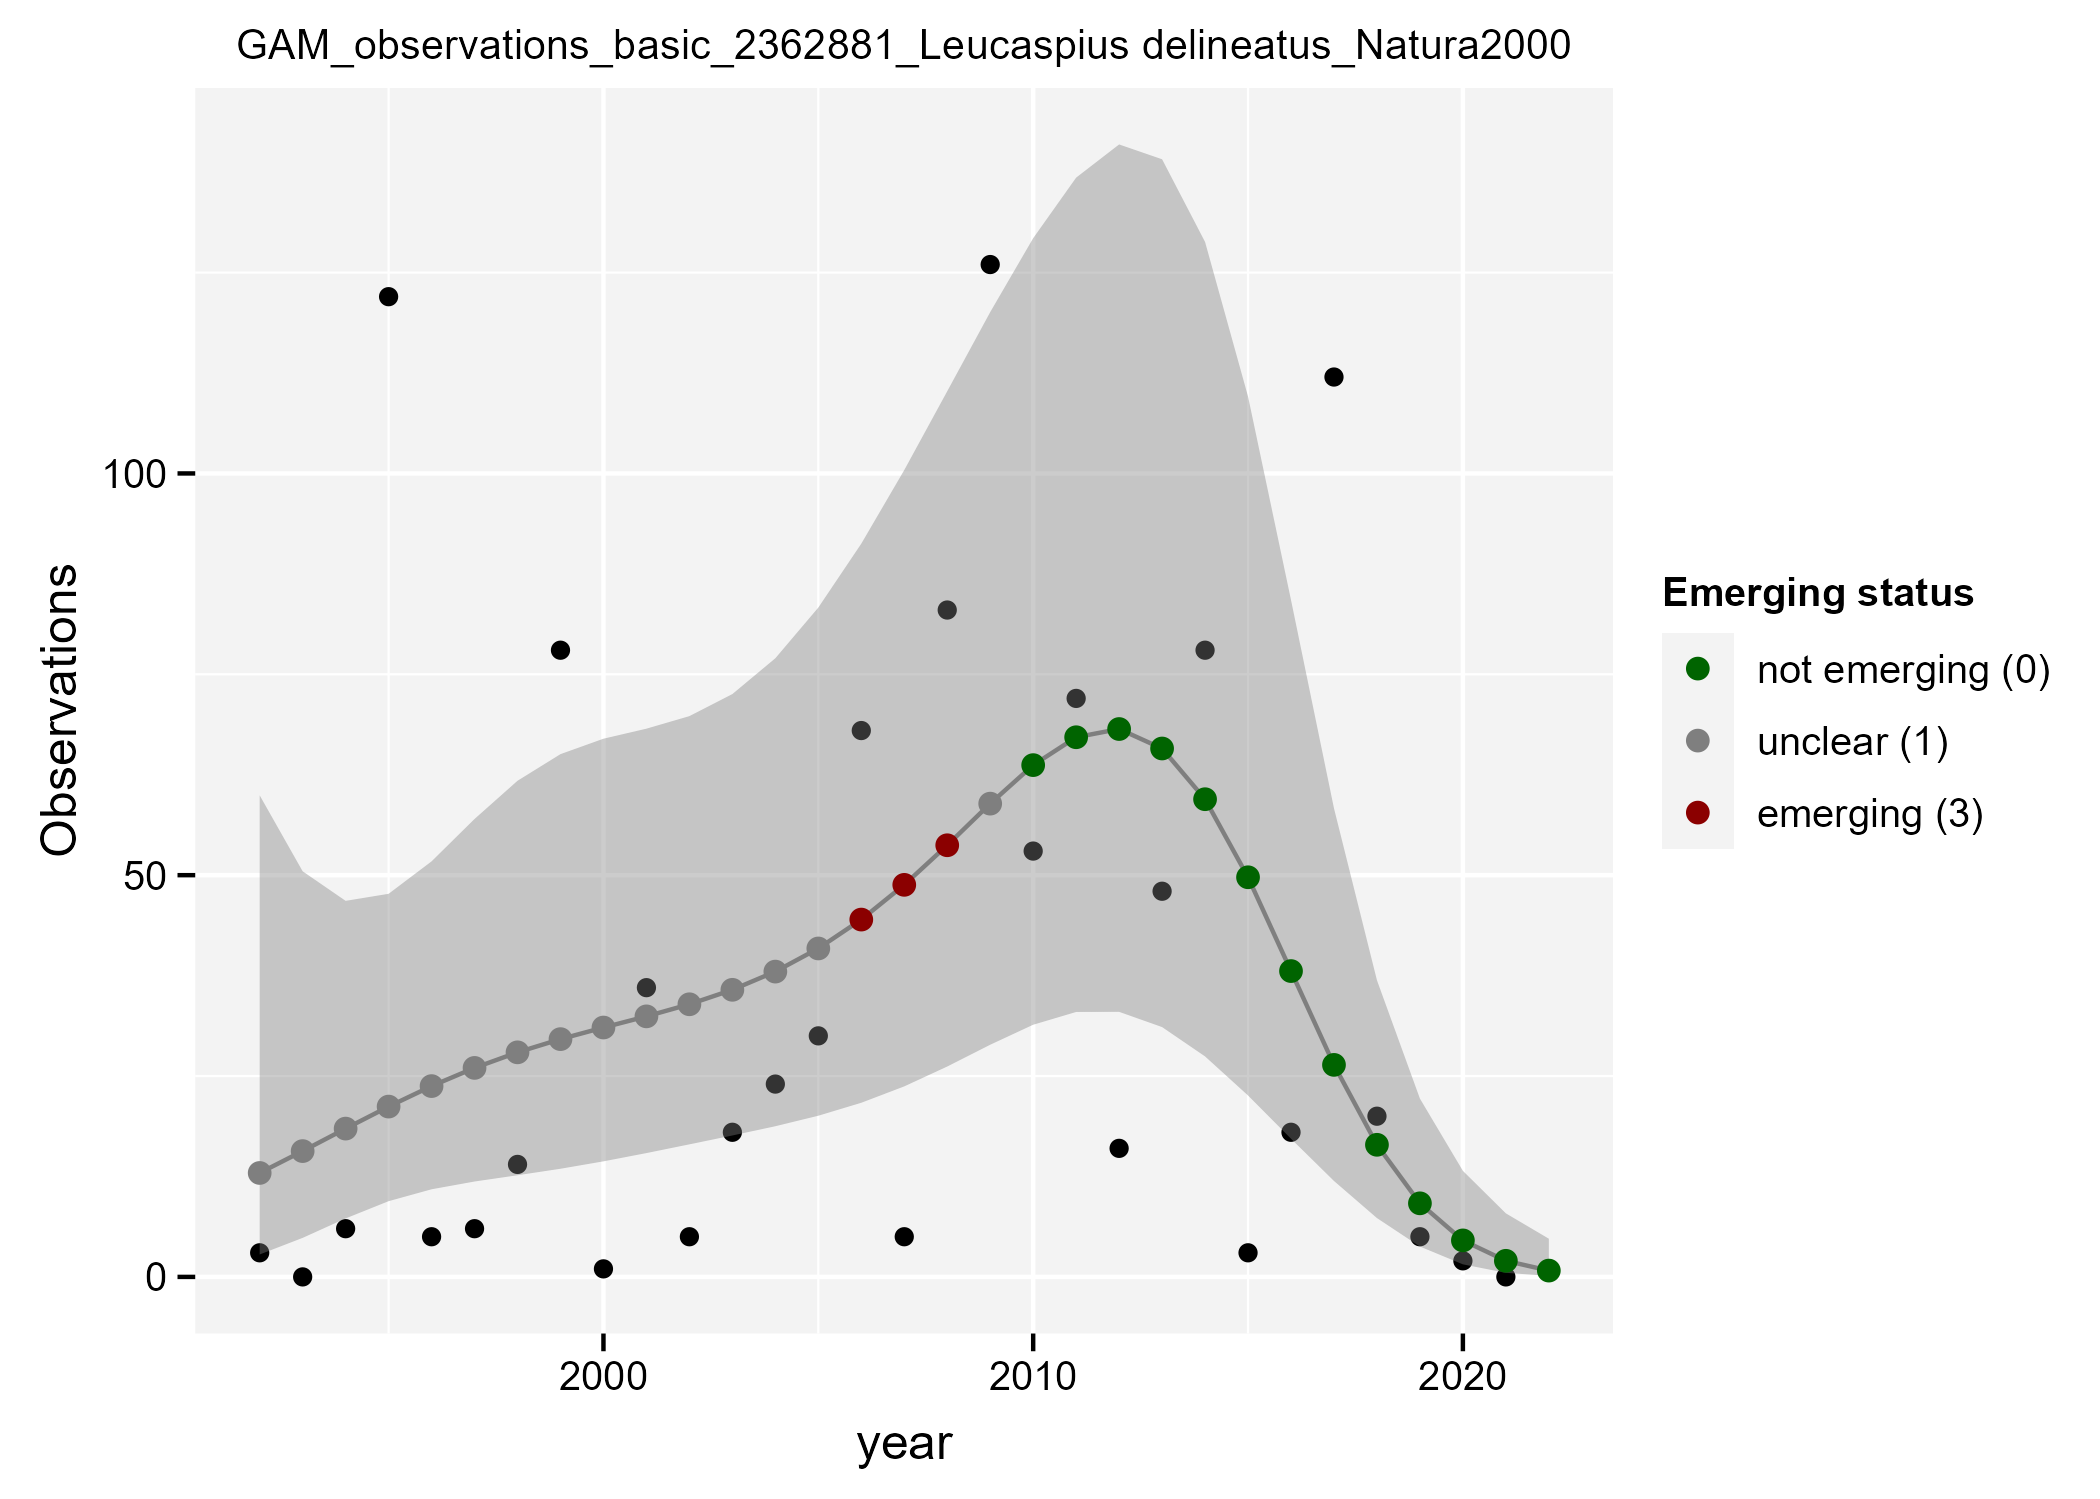 GAM_observations_basic_2362881_Leucaspius delineatus_Natura2000
Observations
100
50
0
2000
2010
2020
year
Emerging status
not emerging (0)
unclear (1)
emerging (3)